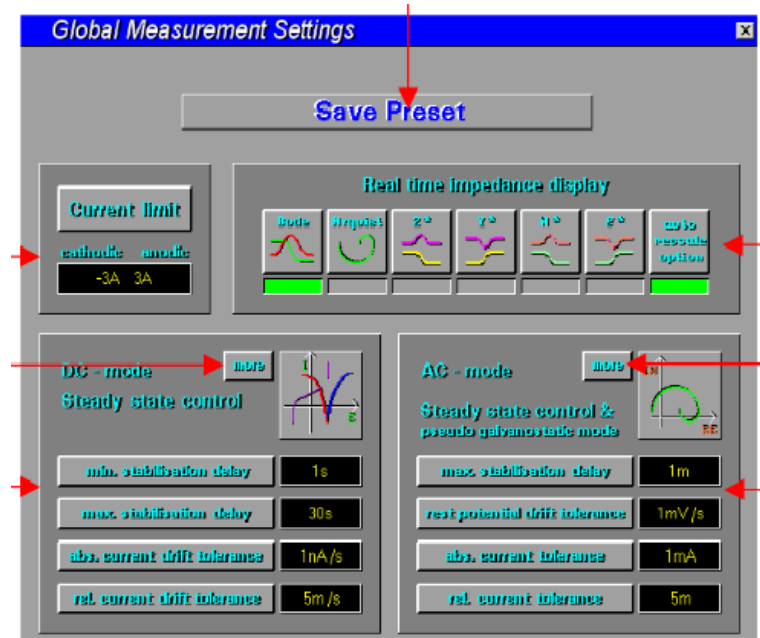 Global Measurement Settings
Save Preset
Current limit
cathodic anodic
-3A 3A
Real time impedance display
Bode
Nyquist
Z*
Y*
M*
E*
auto
rescale
option
DC - mode
more
Steady state control
I
E
min. stabilisation delay 1s
max. stabilisation delay 30s
abs. current drift tolerance 1nA/s
rel. current drift tolerance 5m/s
AC - mode
more
Steady state control &
pseudo galvanostatic mode
IM
RE
max. stabilisation delay 1m
rest potential drift tolerance 1mV/s
abs. current tolerance 1mA
rel. current tolerance 5m